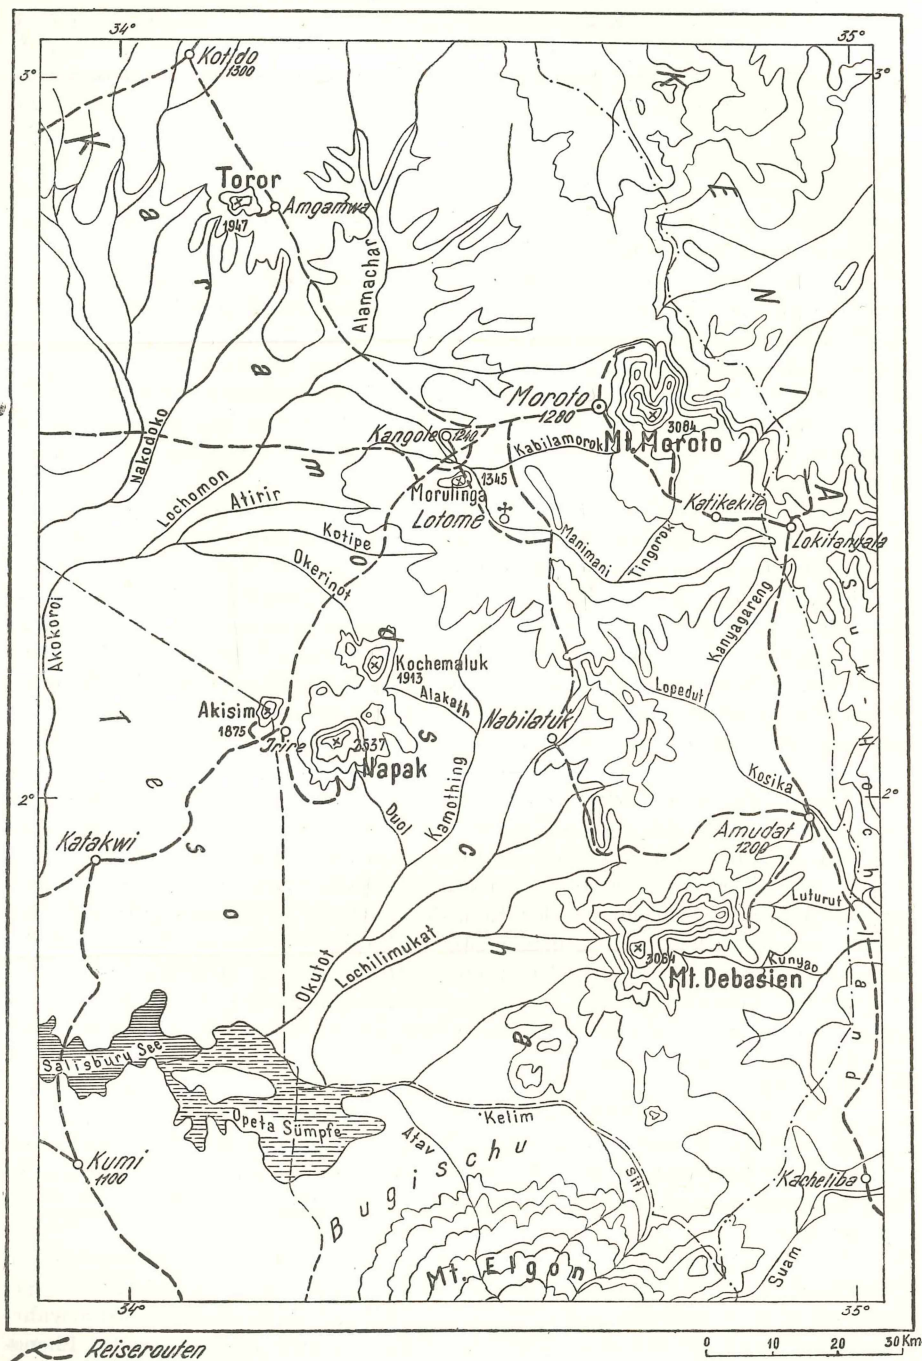 34°
35°
3°
3°
Kotido
1300
K
a
r
a
m
o
d
s
c
h
a
K
E
N
I
A
Toror
1947
Amgamwa
Alamachar
Moroto
1280
3084
Mt. Moroto
Kangole
1240
Kabilamorok
Nakodoko
Lochomon
Atirir
Morulinga
1345
Lotome
Katikekile
Lokitanyala
Kotipe
Okerinot
Manimani
Tingorok
Kanyagareng
Akokoroi
Kochemaluk
1913
Alakath
Lopedut
Akisim
1875
Irire
2537
Napak
Nabilatuk
T
e
s
o
Suk-Hochland
Kosika
2°
2°
Duol
Kamothing
Amudat
1200
Katakwi
Luturut
Okutot
Lochilimukat
3064
Mt. Debasien
Kunyao
Salisbury See
Opeta Sümpfe
Kelim
Atav
Siti
Kumi
1100
Bugischu
Kacheliba
Mt. Elgon
Suam
34°
35°
Reiserouten
0 10 20 30 Km